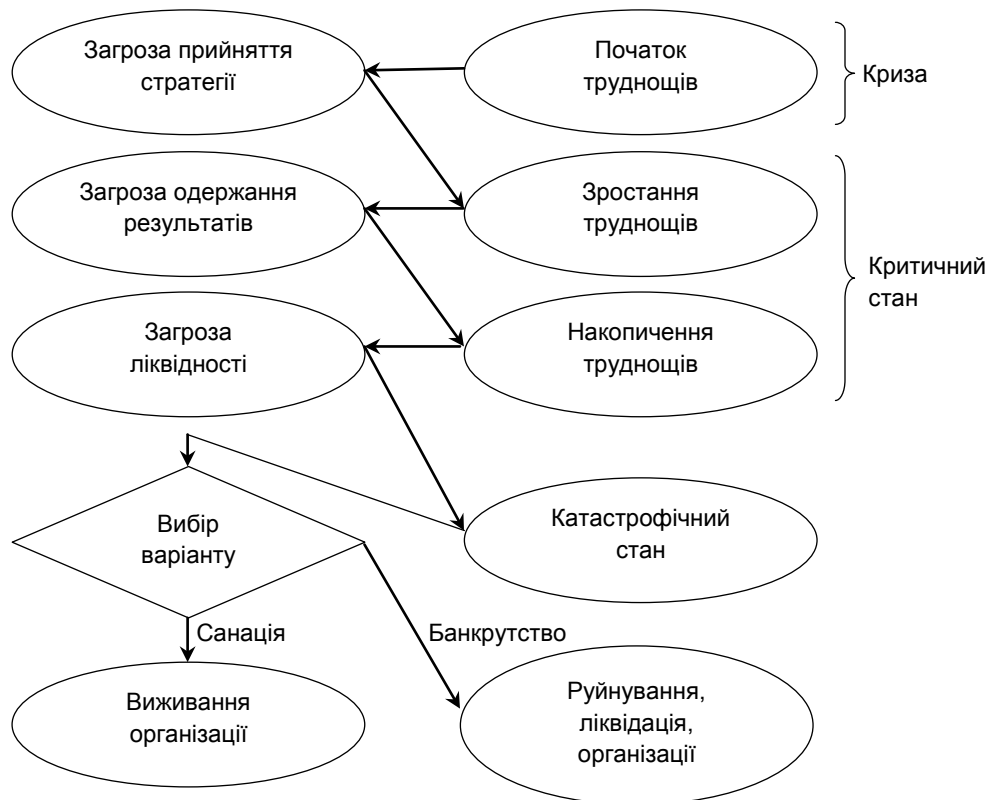 Загроза прийняття
стратегії
Початок
труднощів
Криза
Загроза одержання
результатів
Зростання
труднощів
Критичний
стан
Загроза
ліквідності
Накопичення
труднощів
Вибір
варіанту
Катастрофічний
стан
Санація
Банкрутство
Виживання
організації
Руйнування,
ліквідація,
організації